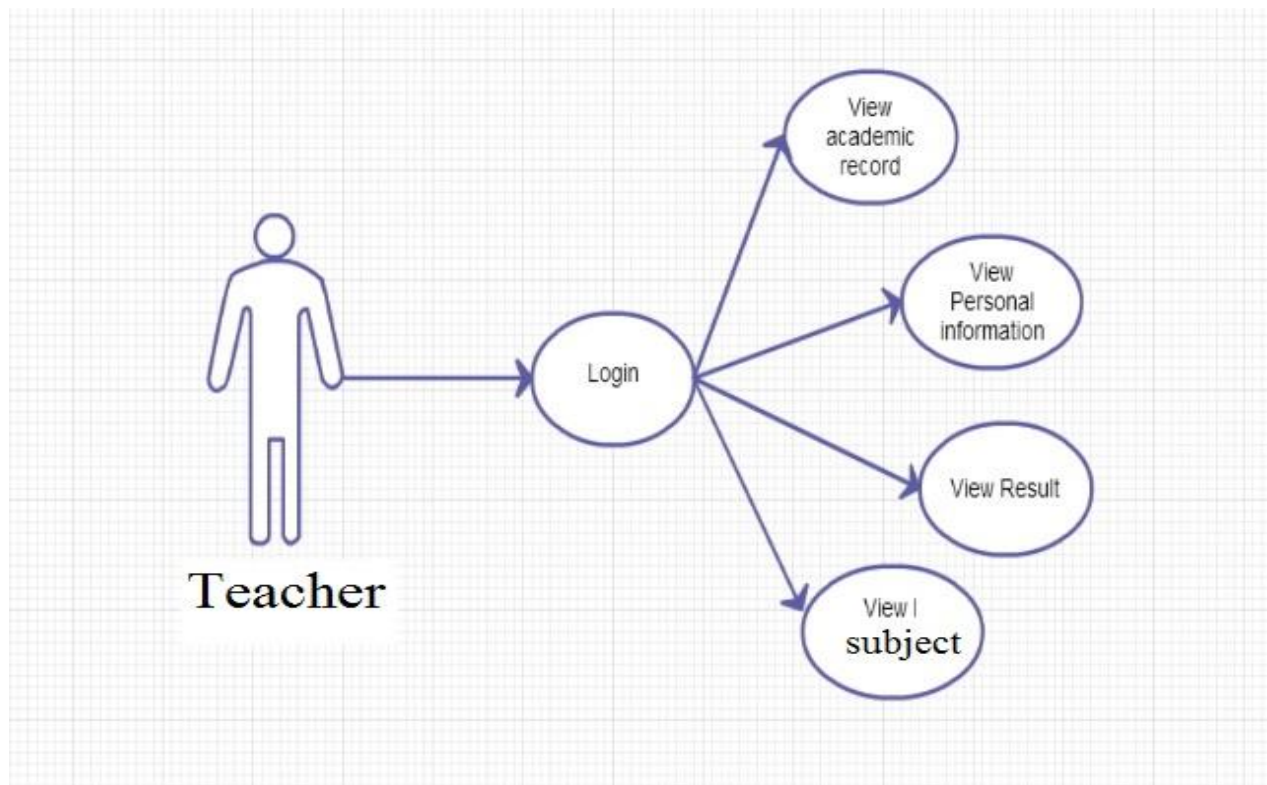 View
academic
record
View
Personal
information
Login
View Result
Teacher
View I
subject